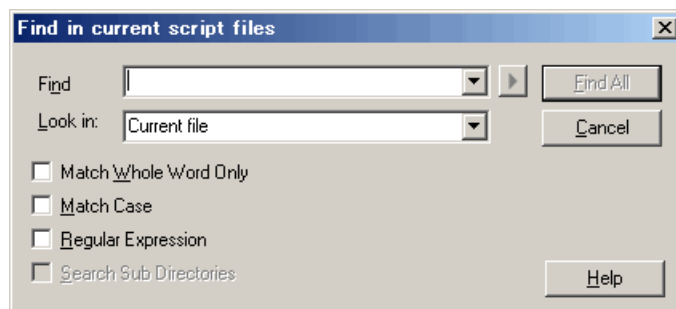 Find in current script files
Find
Find All
Look in: Current file
Cancel
Match Whole Word Only
Match Case
Regular Expression
Search Sub Directories
Help